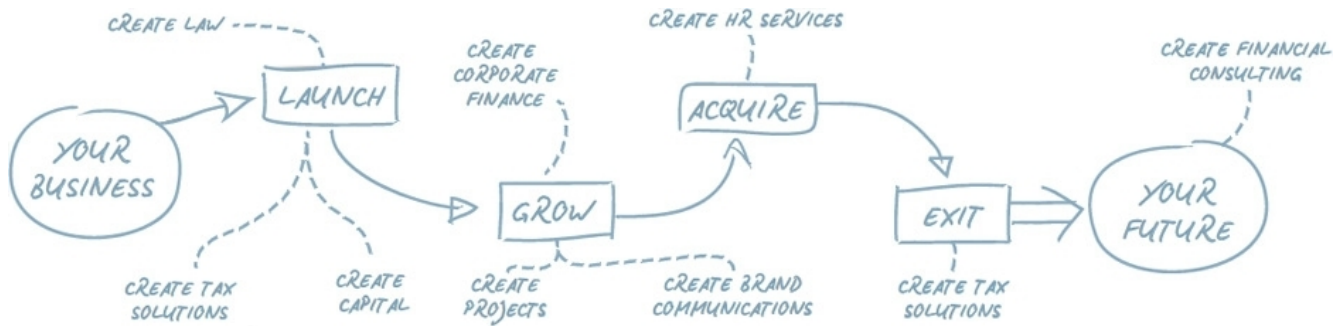 CREATE LAW
LAUNCH
YOUR
BUSINESS
CREATE TAX
SOLUTIONS
CREATE
CAPITAL
CREATE
CORPORATE
FINANCE
GROW
CREATE
PROJECTS
CREATE BRAND
COMMUNICATIONS
CREATE HR SERVICES
ACQUIRE
EXIT
CREATE TAX
SOLUTIONS
CREATE FINANCIAL
CONSULTING
YOUR
FUTURE